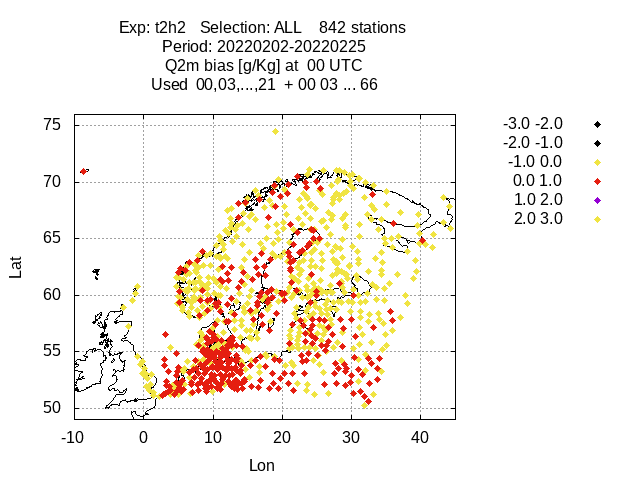 Exp: t2h2 Selection: ALL 842 stations
Period: 20220202-20220225
Q2m bias [g/Kg] at 00 UTC
Used 00,03,...,21 + 00 03 ... 66
75
70
65
60
55
50
-10 0 10 20 30 40
Lat
Lon
-3.0 -2.0
-2.0 -1.0
-1.0 0.0
0.0 1.0
1.0 2.0
2.0 3.0